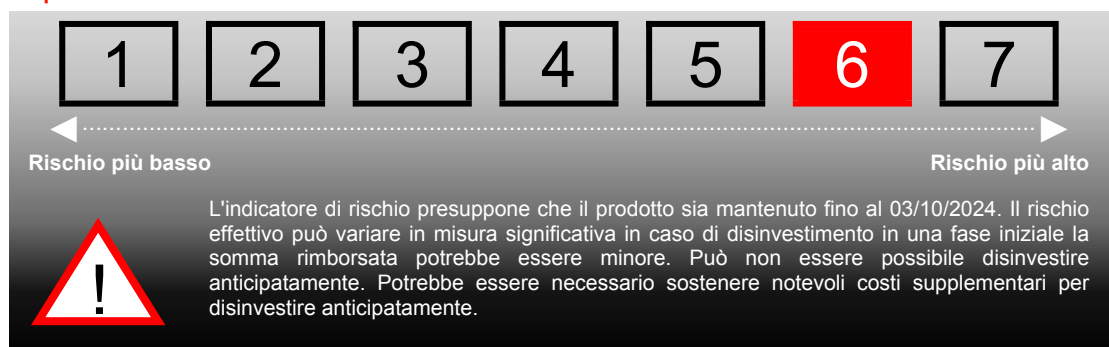 1 2 3 4 5 6 7
Rischio più basso Rischio più alto
L'indicatore di rischio presuppone che il prodotto sia mantenuto fino al 03/10/2024. Il rischio
effettivo può variare in misura significativa in caso di disinvestimento in una fase iniziale la
somma rimborsata potrebbe essere minore. Può non essere possibile disinvestire
anticipatamente. Potrebbe essere necessario sostenere notevoli costi supplementari per
disinvestire anticipatamente.
!